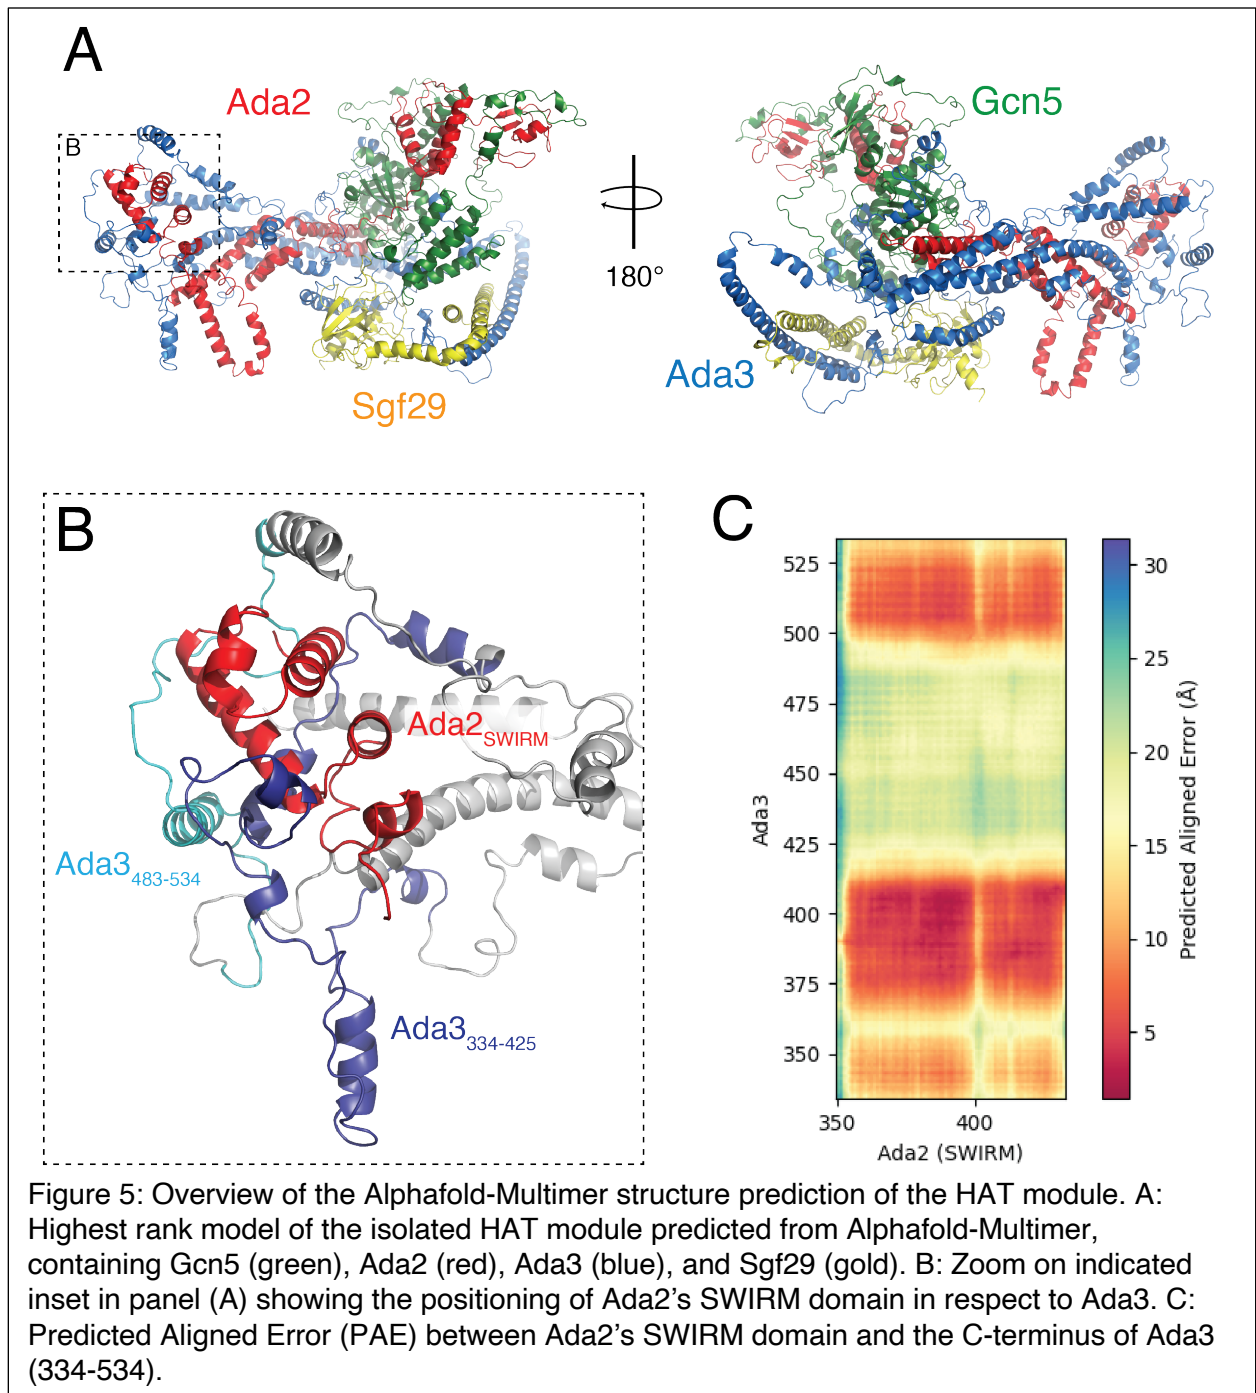 A
Ada2
Gcn5
B
180°
Ada3
Sgf29
B
Ada2SWIRM
Ada3483-534
Ada3334-425
C
525
500
475
450
425
400
375
350
Ada3
350
400
Ada2 (SWIRM)
30
25
20
15
10
5
Predicted Aligned Error (Å)
Figure 5: Overview of the Alphafold-Multimer structure prediction of the HAT module. A:
Highest rank model of the isolated HAT module predicted from Alphafold-Multimer,
containing Gcn5 (green), Ada2 (red), Ada3 (blue), and Sgf29 (gold). B: Zoom on indicated
inset in panel (A) showing the positioning of Ada2's SWIRM domain in respect to Ada3. C:
Predicted Aligned Error (PAE) between Ada2's SWIRM domain and the C-terminus of Ada3
(334-534).